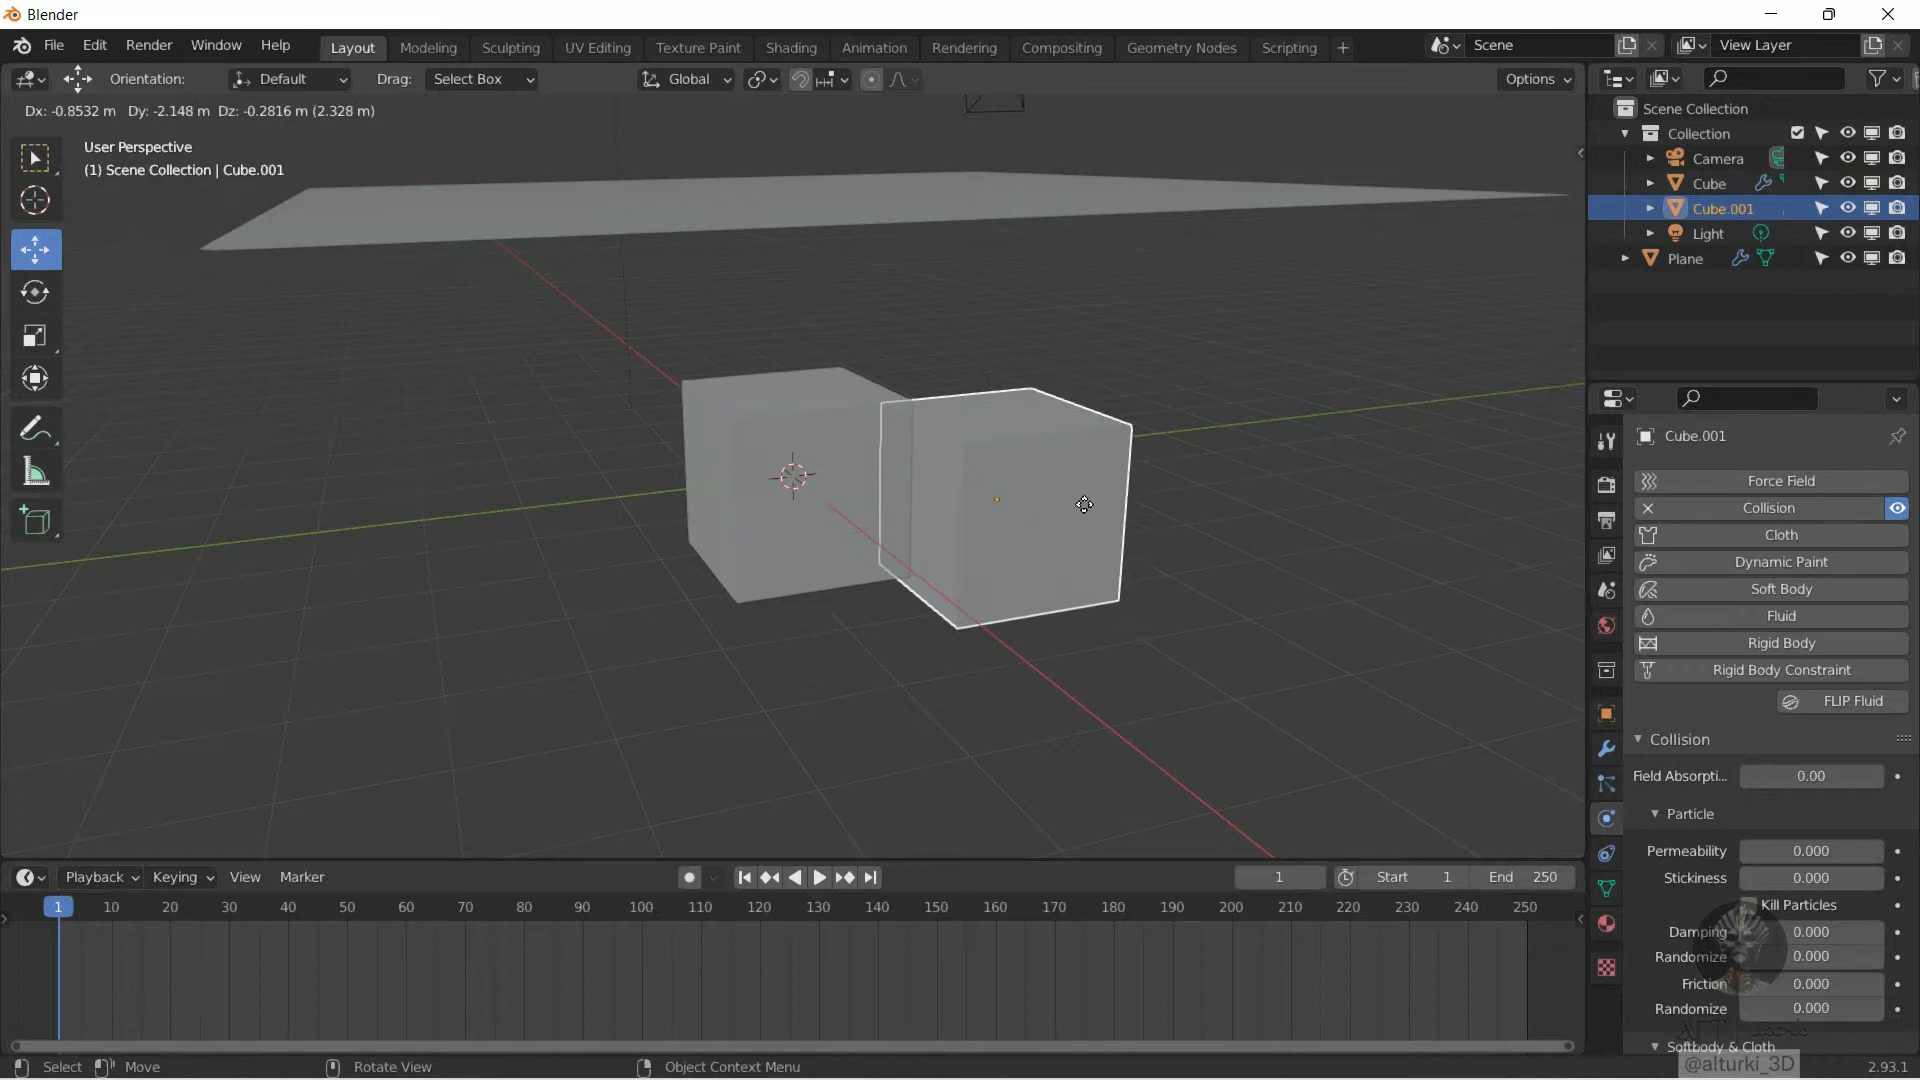 Blender
File Edit Render Window Help Layout Modeling Sculpting UV Editing Texture Paint Shading Animation Rendering Compositing Geometry Nodes Scripting + Scene View Layer
Orientation: Default Drag: Select Box Global Options
Dx: -0.8532 m Dy: -2.148 m Dz: -0.2816 m (2.328 m)
User Perspective
(1) Scene Collection | Cube.001
Scene Collection
Collection
Camera
Cube
Cube.001
Light
Plane
Cube.001
Force Field
Collision
Cloth
Dynamic Paint
Soft Body
Fluid
Rigid Body
Rigid Body Constraint
FLIP Fluid
Collision
Field Absorpti... 0.00
Particle
Permeability 0.000
Stickiness 0.000
Kill Particles
Damping 0.000
Randomize 0.000
Friction 0.000
Randomize 0.000
Softbody & Cloth
@alturki_3D
Playback Keying View Marker 1 Start 1 End 250
1 10 20 30 40 50 60 70 80 90 100 110 120 130 140 150 160 170 180 190 200 210 220 230 240 250
Select Move Rotate View Object Context Menu 2.93.1